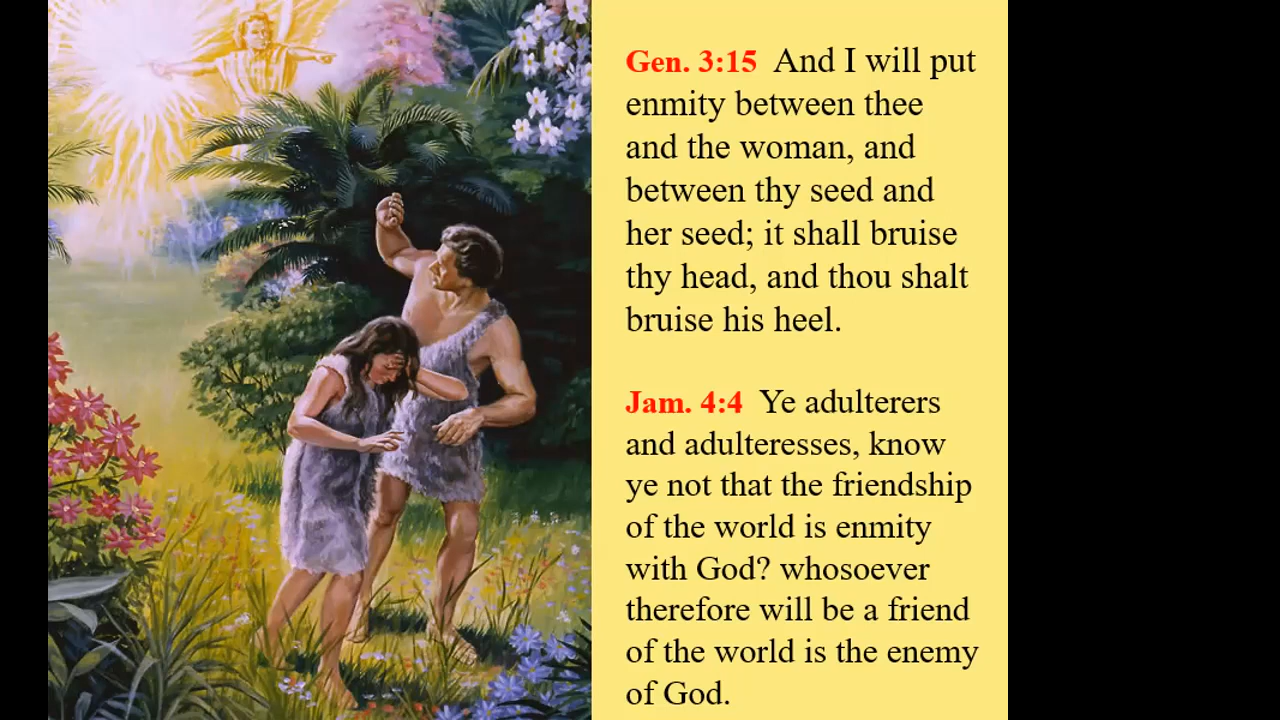 Gen. 3:15 And I will put
enmity between thee
and the woman, and
between thy seed and
her seed; it shall bruise
thy head, and thou shalt
bruise his heel.
Jam. 4:4 Ye adulterers
and adulteresses, know
ye not that the friendship
of the world is enmity
with God? whosoever
therefore will be a friend
of the world is the enemy
of God.